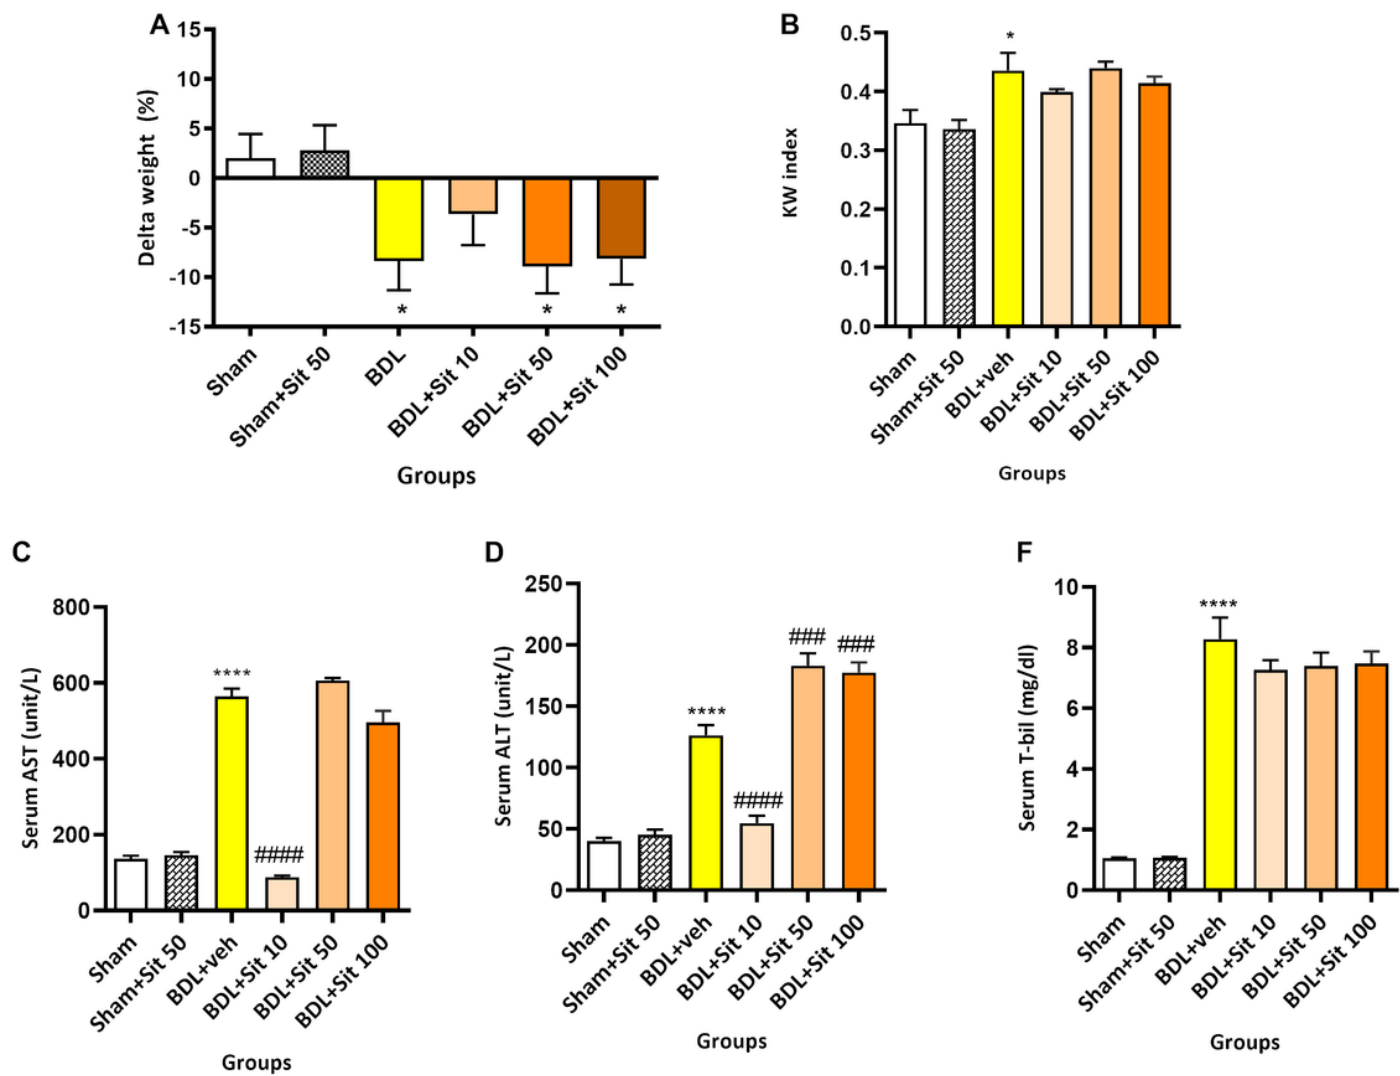 A
Delta weight (%)
15
10
5
0
-5
-10
-15
*
*
*
Sham
Sham+Sit 50
BDL
BDL+Sit 10
BDL+Sit 50
BDL+Sit 100
Groups
B
KW index
0.5
0.4
0.3
0.2
0.1
0.0
*
Sham
Sham+Sit 50
BDL+veh
BDL+Sit 10
BDL+Sit 50
BDL+Sit 100
Groups
C
Serum AST (unit/L)
800
600
400
200
0
****
####
Sham
Sham+Sit 50
BDL+veh
BDL+Sit 10
BDL+Sit 50
BDL+Sit 100
Groups
D
Serum ALT (unit/L)
250
200
150
100
50
0
****
####
###
###
Sham
Sham+Sit 50
BDL+veh
BDL+Sit 10
BDL+Sit 50
BDL+Sit 100
Groups
F
Serum T-bil (mg/dl)
10
8
6
4
2
0
****
Sham
Sham+Sit 50
BDL+veh
BDL+Sit 10
BDL+Sit 50
BDL+Sit 100
Groups